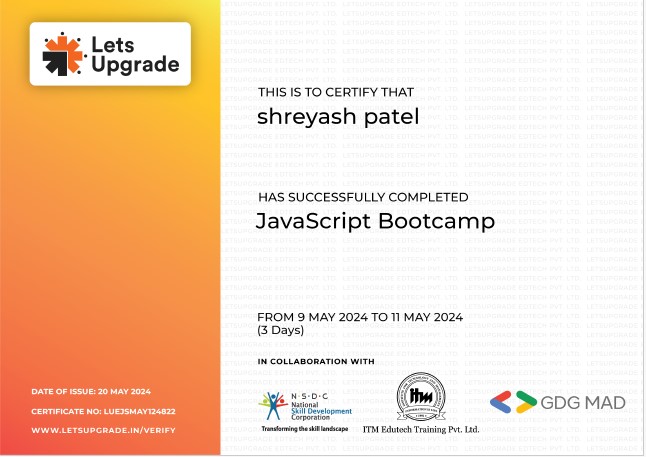 Lets
Upgrade
THIS IS TO CERTIFY THAT
shreyash patel
HAS SUCCESSFULLY COMPLETED
JavaScript Bootcamp
FROM 9 MAY 2024 TO 11 MAY 2024
(3 Days)
IN COLLABORATION WITH
DATE OF ISSUE: 20 MAY 2024
CERTIFICATE NO: LUEJSMAY124822
WWW.LETSUPGRADE.IN/VERIFY
N·S·D·C
National
Skill Development
Corporation
Transforming the skill landscape
itm
ITM Edutech Training Pvt. Ltd.
GDG MAD